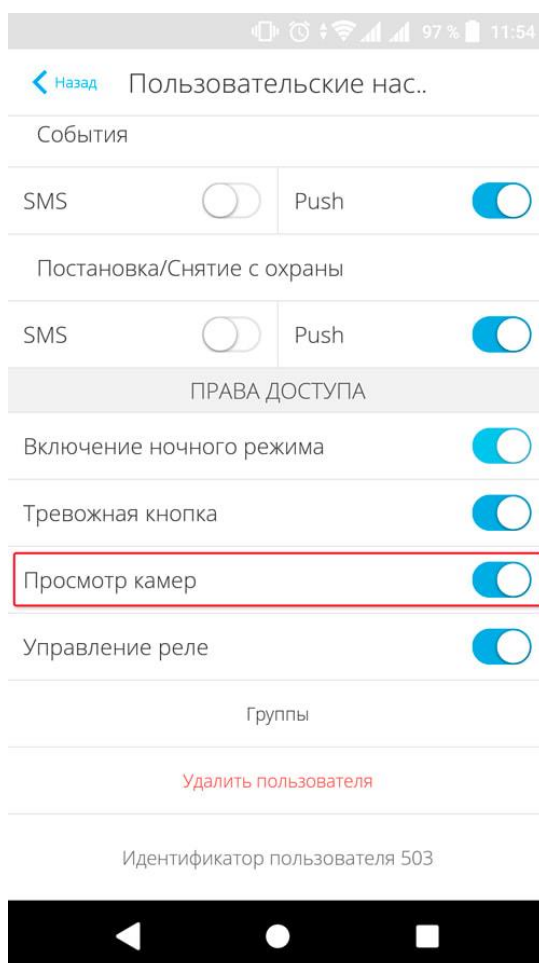 97 % 11:54
Назад Пользовательские нас..
События
SMS Push
Постановка/Снятие с охраны
SMS Push
ПРАВА ДОСТУПА
Включение ночного режима
Тревожная кнопка
Просмотр камер
Управление реле
Группы
Удалить пользователя
Идентификатор пользователя 503